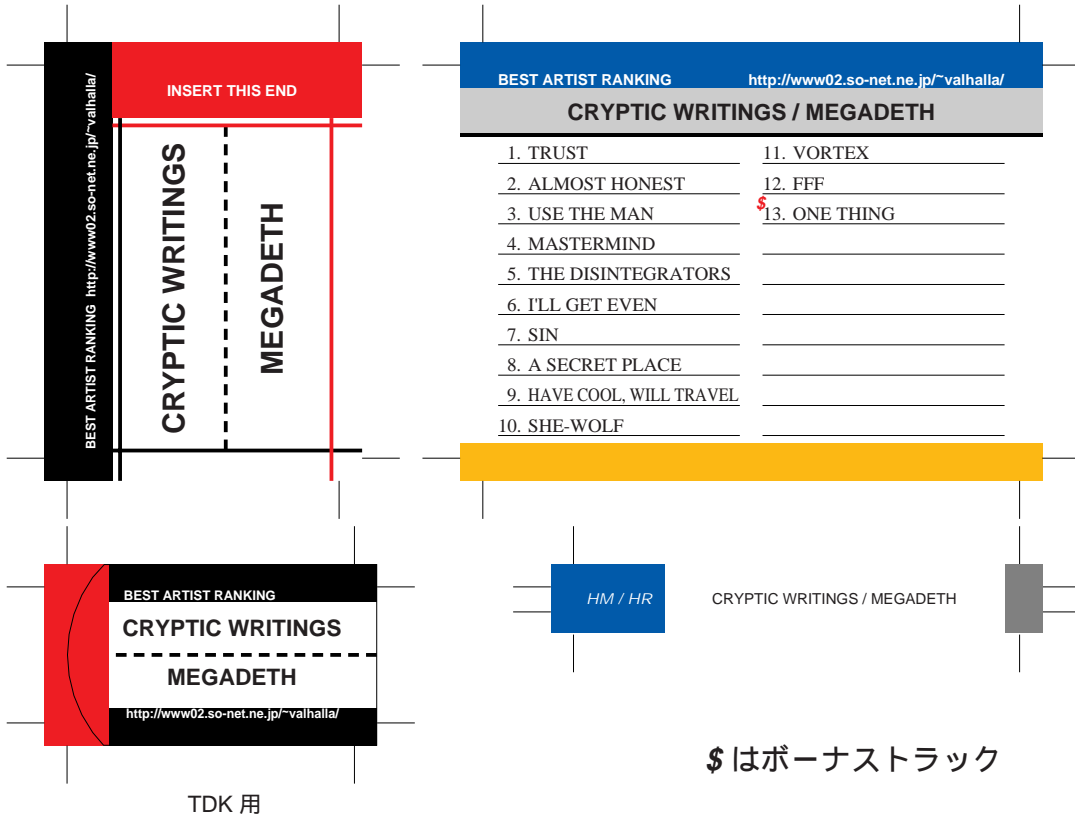 BEST ARTIST RANKING http://www02.so-net.ne.jp/~valhalla/
INSERT THIS END
CRYPTIC WRITINGS
MEGADETH
BEST ARTIST RANKING http://www02.so-net.ne.jp/~valhalla/
CRYPTIC WRITINGS / MEGADETH
1. TRUST
2. ALMOST HONEST
3. USE THE MAN
4. MASTERMIND
5. THE DISINTEGRATORS
6. I'LL GET EVEN
7. SIN
8. A SECRET PLACE
9. HAVE COOL, WILL TRAVEL
10. SHE-WOLF
11. VORTEX
12. FFF
$13. ONE THING
BEST ARTIST RANKING
CRYPTIC WRITINGS
MEGADETH
http://www02.so-net.ne.jp/~valhalla/
TDK 用
HM / HR
CRYPTIC WRITINGS / MEGADETH
$ はボーナストラック